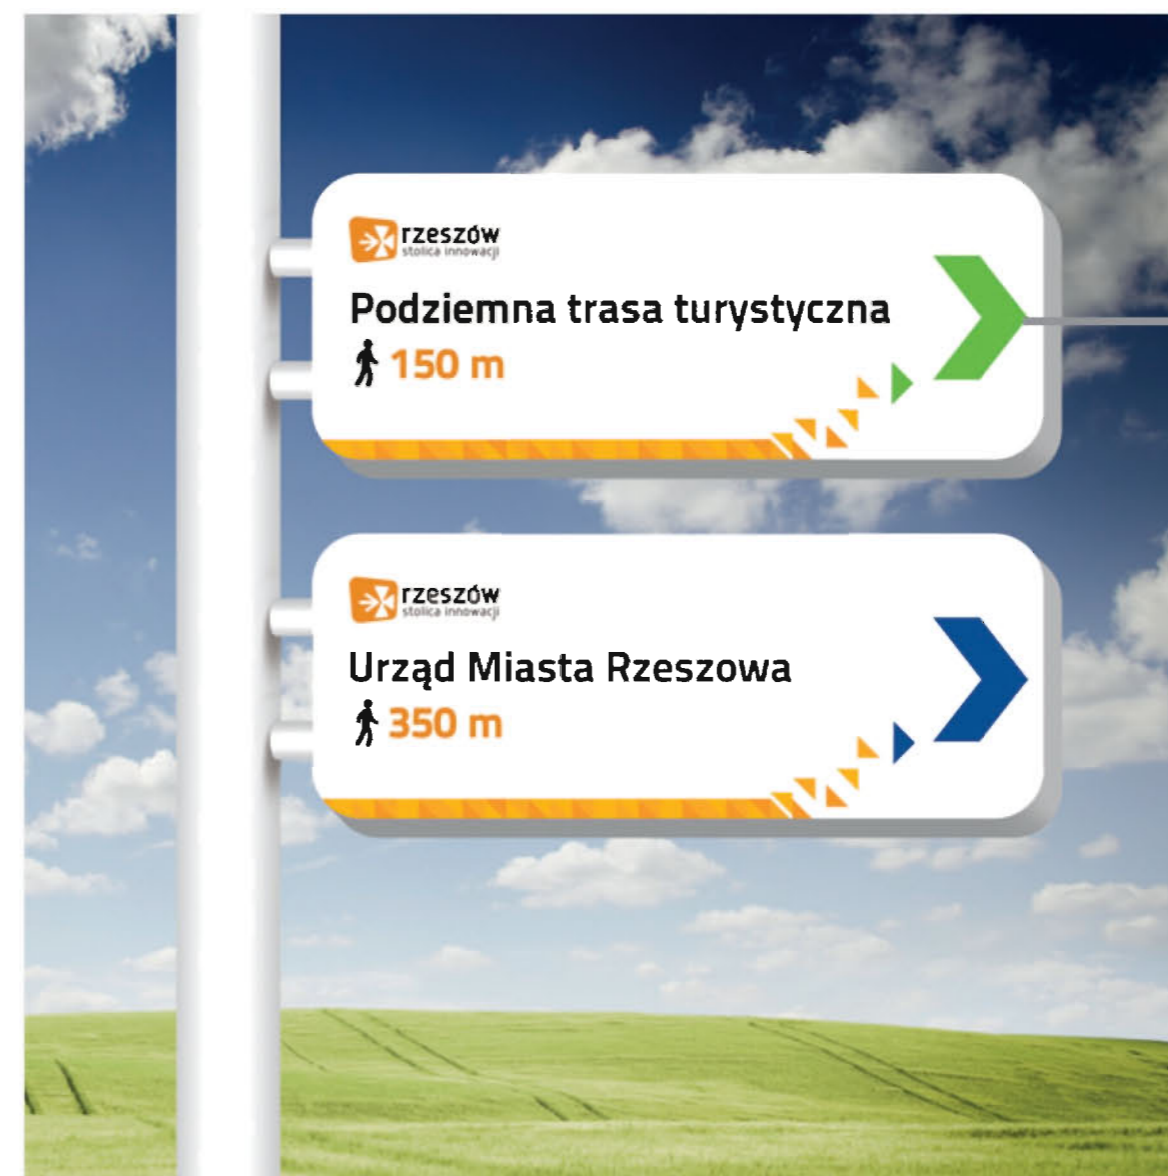 rzeszów
stolica innowacji
Podziemna trasa turystyczna
150 m
rzeszów
stolica innowacji
Urząd Miasta Rzeszowa
350 m